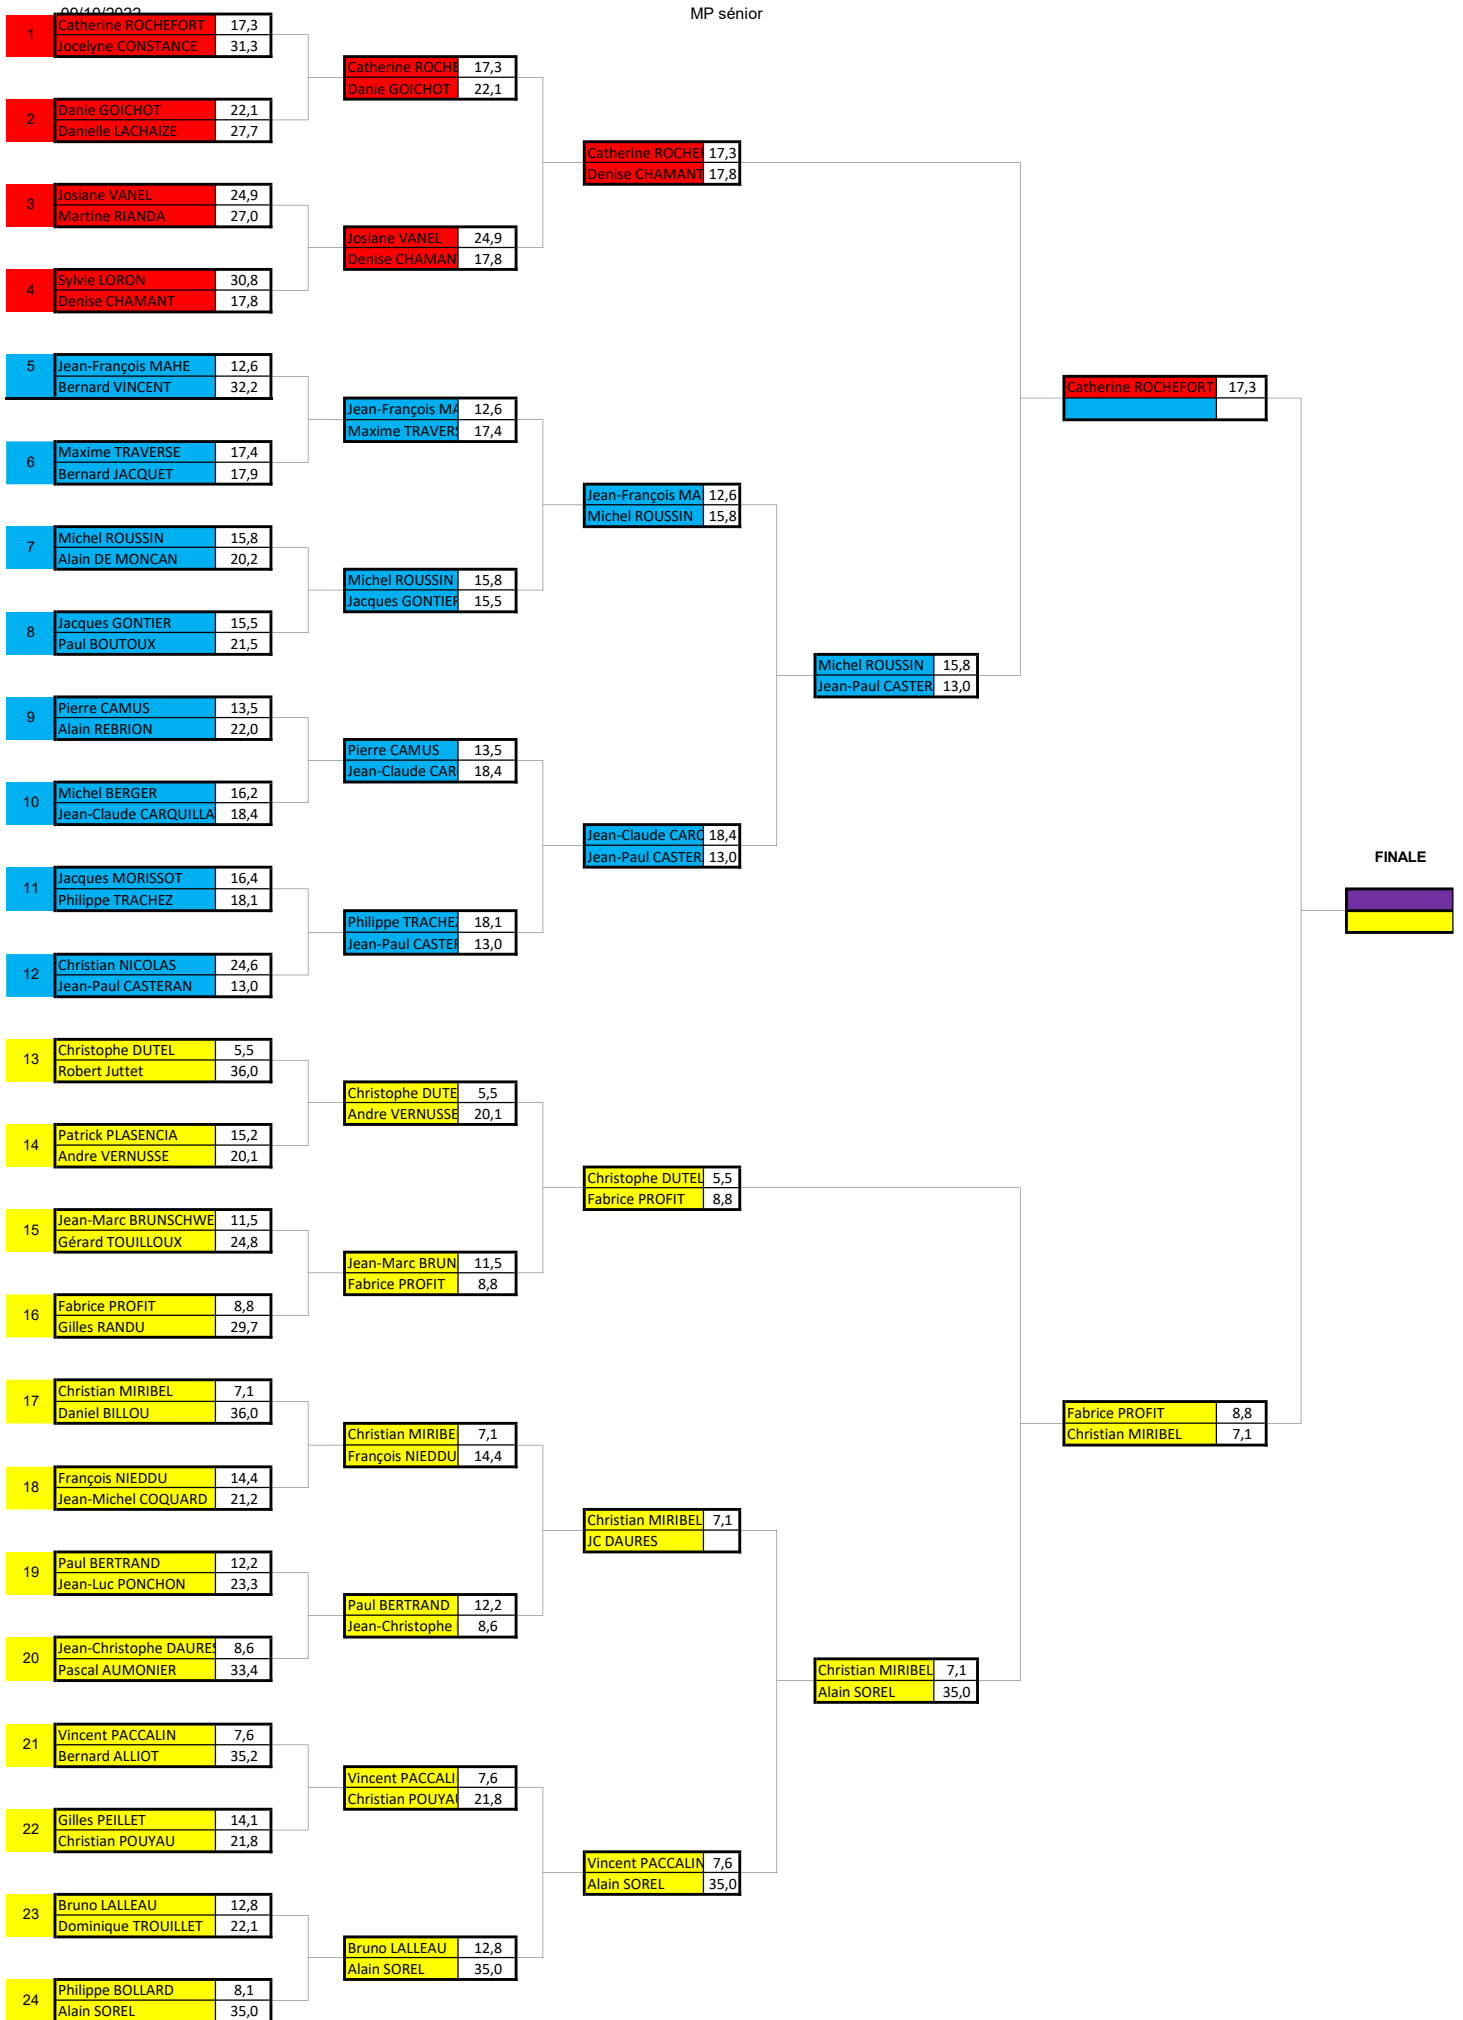 09/10/2022
MP sénior
1
Catherine ROCHEFORT 17,3
Jocelyne CONSTANCE 31,3
Catherine ROCHE 17,3
Danie GOICHOT 22,1
2
Danie GOICHOT 22,1
Danielle LACHAIZE 27,7
Catherine ROCHE 17,3
Denise CHAMANT 17,8
3
Josiane VANEL 24,9
Martine RIANDA 27,0
Josiane VANEL 24,9
Denise CHAMAN 17,8
4
Sylvie LORON 30,8
Denise CHAMANT 17,8
5
Jean-François MAHE 12,6
Bernard VINCENT 32,2
Catherine ROCHEFORT 17,3
Jean-François MA 12,6
Maxime TRAVERS 17,4
6
Maxime TRAVERSE 17,4
Bernard JACQUET 17,9
Jean-François MA 12,6
Michel ROUSSIN 15,8
7
Michel ROUSSIN 15,8
Alain DE MONCAN 20,2
Michel ROUSSIN 15,8
Jacques GONTIER 15,5
8
Jacques GONTIER 15,5
Paul BOUTOUX 21,5
Michel ROUSSIN 15,8
Jean-Paul CASTER 13,0
9
Pierre CAMUS 13,5
Alain REBRION 22,0
Pierre CAMUS 13,5
Jean-Claude CAR 18,4
10
Michel BERGER 16,2
Jean-Claude CARQUILLA 18,4
Jean-Claude CARQ 18,4
Jean-Paul CASTER 13,0
FINALE
11
Jacques MORISSOT 16,4
Philippe TRACHEZ 18,1
Philippe TRACHEZ 18,1
Jean-Paul CASTER 13,0
12
Christian NICOLAS 24,6
Jean-Paul CASTERAN 13,0
13
Christophe DUTEL 5,5
Robert Juttet 36,0
Christophe DUTE 5,5
Andre VERNUSSE 20,1
14
Patrick PLASENCIA 15,2
Andre VERNUSSE 20,1
Christophe DUTEL 5,5
Fabrice PROFIT 8,8
15
Jean-Marc BRUNSCHWE 11,5
Gérard TOUILLOUX 24,8
Jean-Marc BRUN 11,5
Fabrice PROFIT 8,8
16
Fabrice PROFIT 8,8
Gilles RANDU 29,7
17
Christian MIRIBEL 7,1
Daniel BILLOU 36,0
Fabrice PROFIT 8,8
Christian MIRIBEL 7,1
Christian MIRIBE 7,1
François NIEDDU 14,4
18
François NIEDDU 14,4
Jean-Michel COQUARD 21,2
Christian MIRIBEL 7,1
JC DAURES
19
Paul BERTRAND 12,2
Jean-Luc PONCHON 23,3
Paul BERTRAND 12,2
Jean-Christophe 8,6
20
Jean-Christophe DAURES 8,6
Pascal AUMONIER 33,4
Christian MIRIBEL 7,1
Alain SOREL 35,0
21
Vincent PACCALIN 7,6
Bernard ALLIOT 35,2
Vincent PACCALI 7,6
Christian POUYAU 21,8
22
Gilles PEILLET 14,1
Christian POUYAU 21,8
Vincent PACCALIN 7,6
Alain SOREL 35,0
23
Bruno LALLEAU 12,8
Dominique TROUILLET 22,1
Bruno LALLEAU 12,8
Alain SOREL 35,0
24
Philippe BOLLARD 8,1
Alain SOREL 35,0